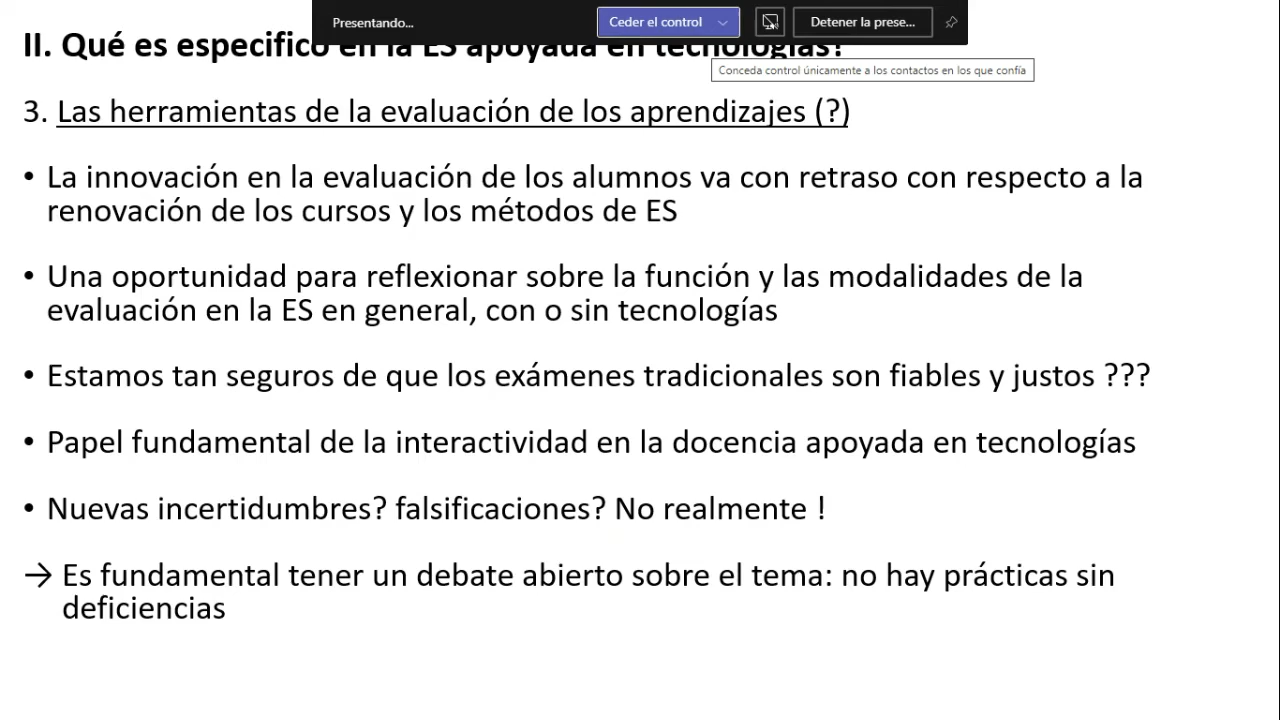 Presentando...
Ceder el control
Detener la prese...
II. Qué es especifico en la ES apoyada en tecnologías?
Conceda control únicamente a los contactos en los que confía
3. Las herramientas de la evaluación de los aprendizajes (?)
• La innovación en la evaluación de los alumnos va con retraso con respecto a la
renovación de los cursos y los métodos de ES
• Una oportunidad para reflexionar sobre la función y las modalidades de la
evaluación en la ES en general, con o sin tecnologías
• Estamos tan seguros de que los exámenes tradicionales son fiables y justos ???
• Papel fundamental de la interactividad en la docencia apoyada en tecnologías
• Nuevas incertidumbres? falsificaciones? No realmente !
→ Es fundamental tener un debate abierto sobre el tema: no hay prácticas sin
deficiencias